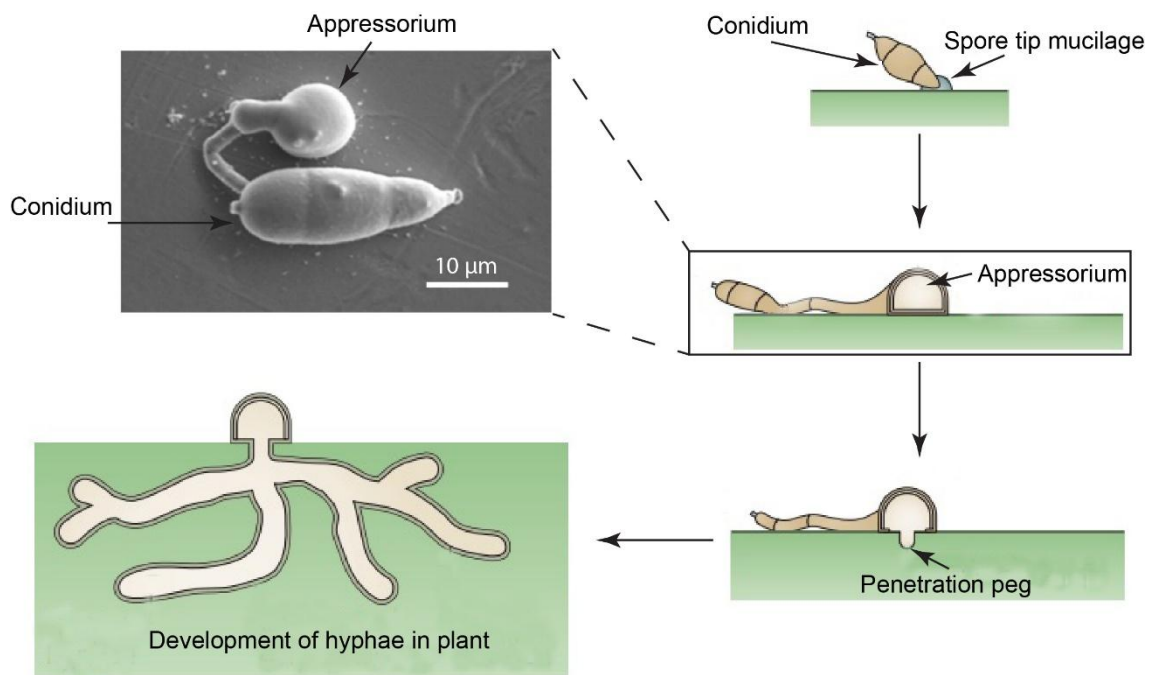 Appressorium
Conidium
10 µm
Conidium
Spore tip mucilage
Appressorium
Penetration peg
Development of hyphae in plant